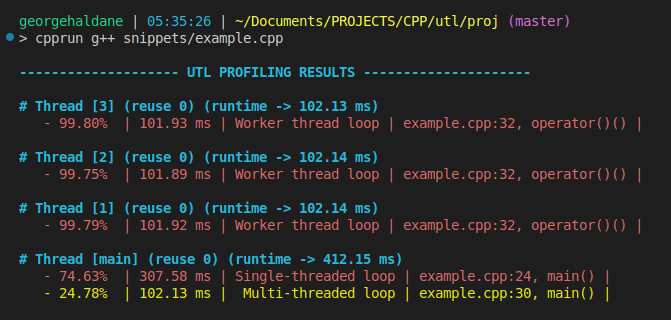 georgehaldane | 05:35:26 | ~/Documents/PROJECTS/CPP/utl/proj (master)
> cpprun g++ snippets/example.cpp
-------------------- UTL PROFILING RESULTS ---------------------
# Thread [3] (reuse 0) (runtime -> 102.13 ms)
- 99.80% | 101.93 ms | Worker thread loop | example.cpp:32, operator()() |
# Thread [2] (reuse 0) (runtime -> 102.14 ms)
- 99.75% | 101.89 ms | Worker thread loop | example.cpp:32, operator()() |
# Thread [1] (reuse 0) (runtime -> 102.14 ms)
- 99.79% | 101.92 ms | Worker thread loop | example.cpp:32, operator()() |
# Thread [main] (reuse 0) (runtime -> 412.15 ms)
- 74.63% | 307.58 ms | Single-threaded loop | example.cpp:24, main() |
- 24.78% | 102.13 ms | Multi-threaded loop | example.cpp:30, main() |